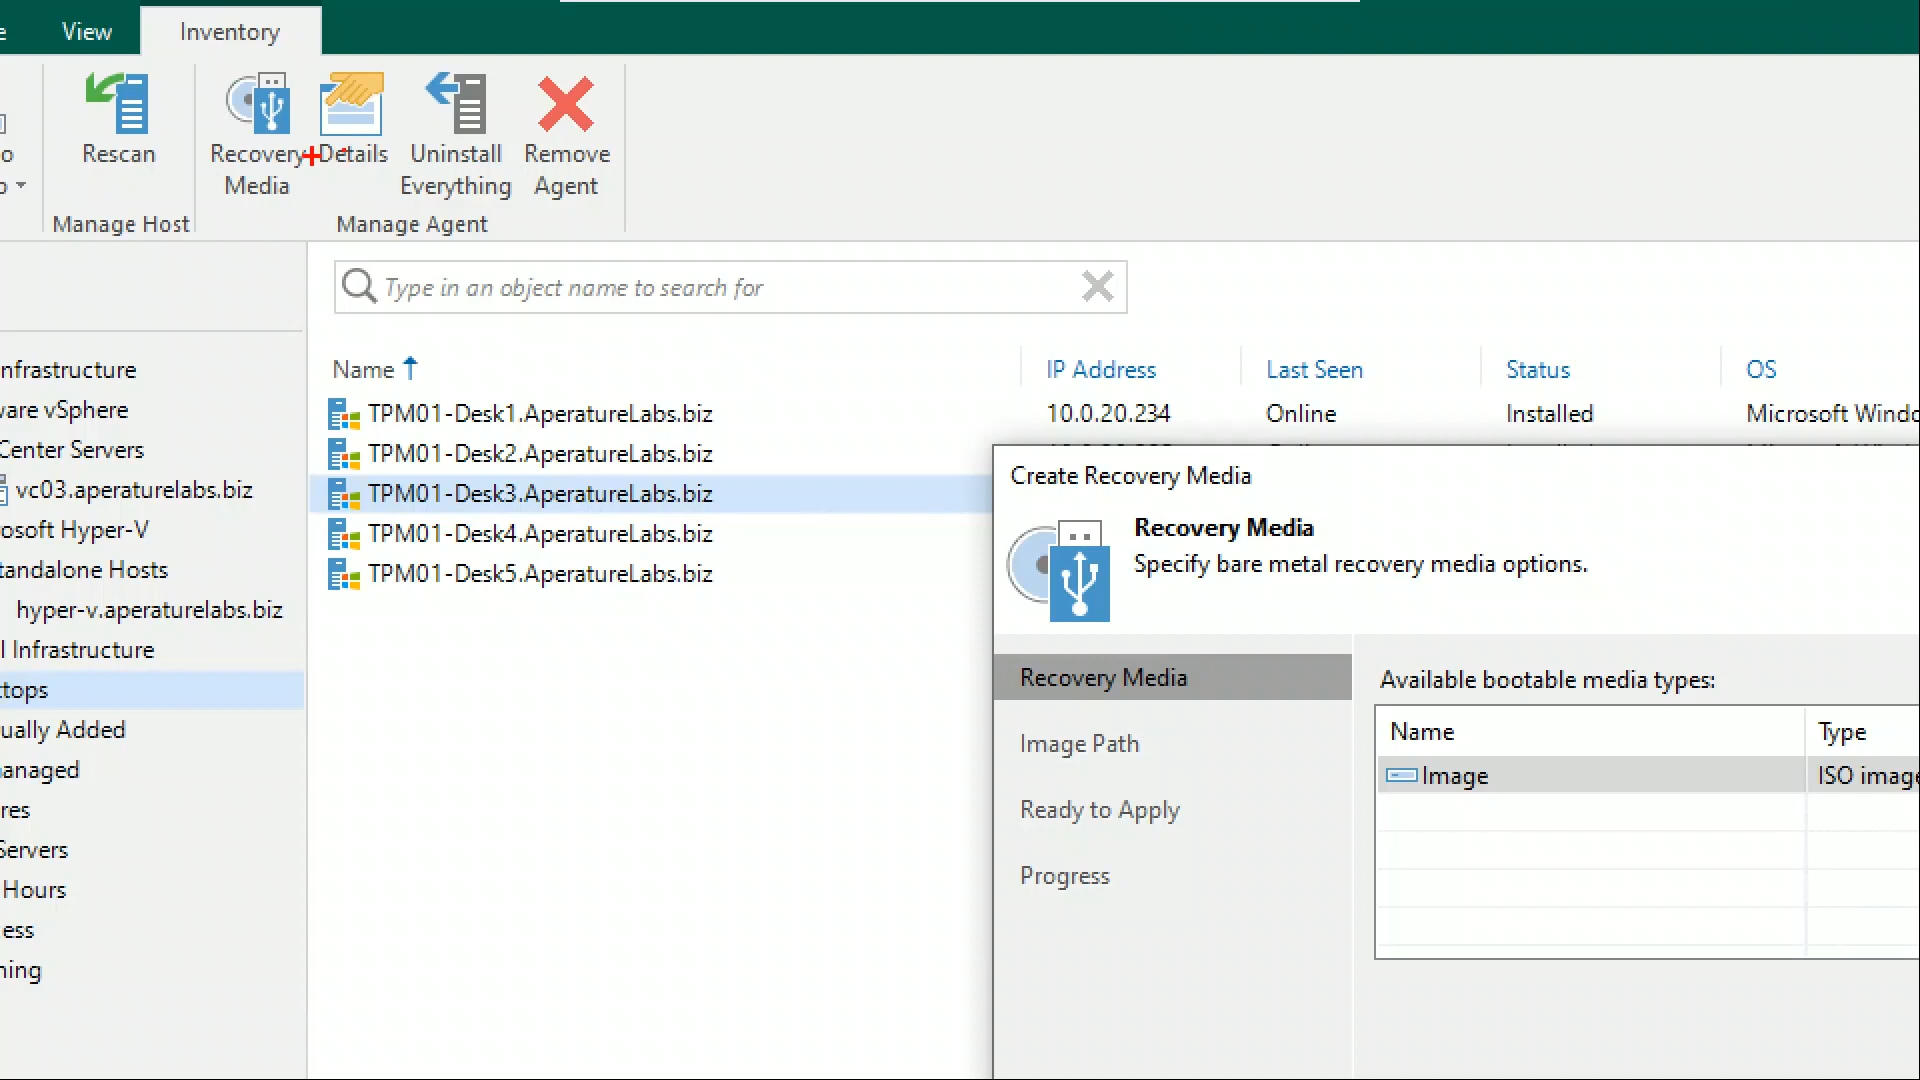 View
Inventory
Rescan
Recovery
Media
Details
Uninstall
Everything
Remove
Agent
Manage Host
Manage Agent
Type in an object name to search for
nfrastructure
ware vSphere
Center Servers
vc03.aperaturelabs.biz
osoft Hyper-V
tandalone Hosts
hyper-v.aperaturelabs.biz
l Infrastructure
ktops
ually Added
anaged
res
Servers
Hours
ess
ning
Name IP Address Last Seen Status OS
TPM01-Desk1.AperatureLabs.biz 10.0.20.234 Online Installed Microsoft Windo
TPM01-Desk2.AperatureLabs.biz
TPM01-Desk3.AperatureLabs.biz
TPM01-Desk4.AperatureLabs.biz
TPM01-Desk5.AperatureLabs.biz
Create Recovery Media
Recovery Media
Specify bare metal recovery media options.
Recovery Media
Image Path
Ready to Apply
Progress
Available bootable media types:
Name Type
Image ISO image